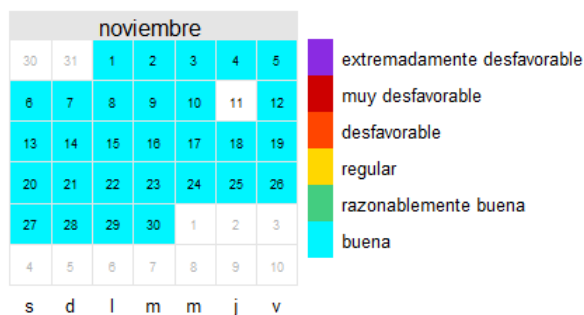 noviembre
30 31 1 2 3 4 5
6 7 8 9 10 11 12
13 14 15 16 17 18 19
20 21 22 23 24 25 26
27 28 29 30 1 2 3
4 5 6 7 8 9 10
s d l m m j v
extremadamente desfavorable
muy desfavorable
desfavorable
regular
razonablemente buena
buena